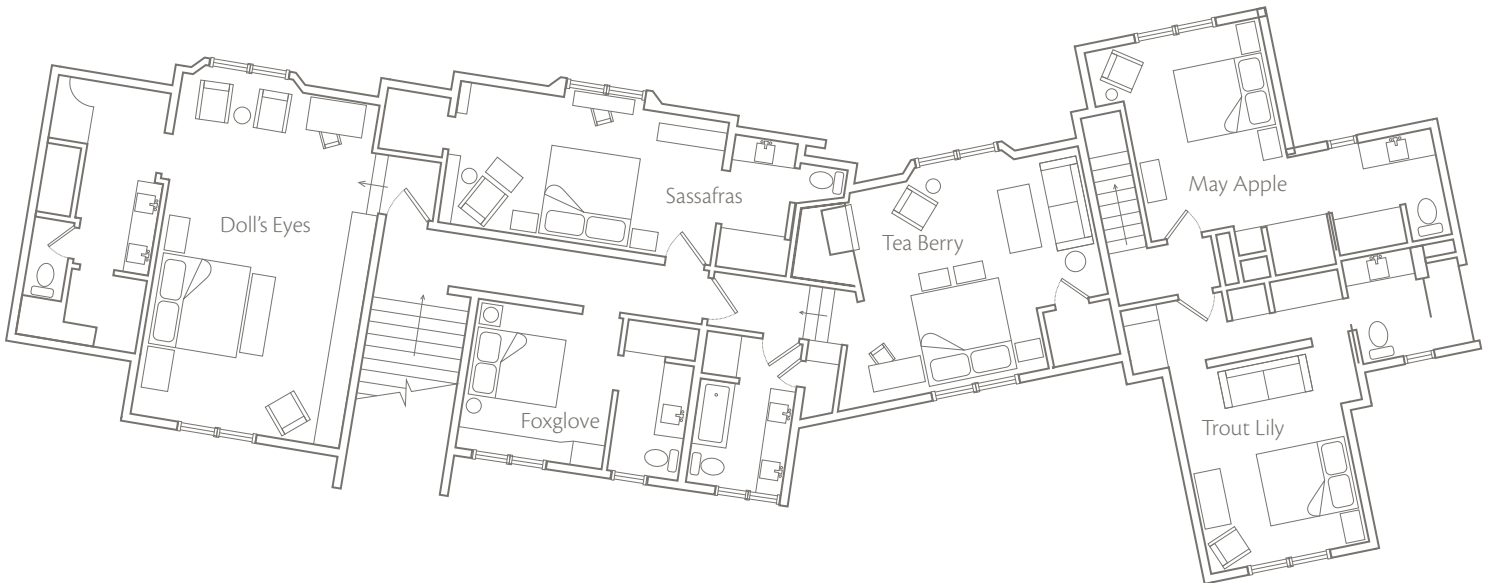 Doll's Eyes
Sassafras
Foxglove
Tea Berry
May Apple
Trout Lily